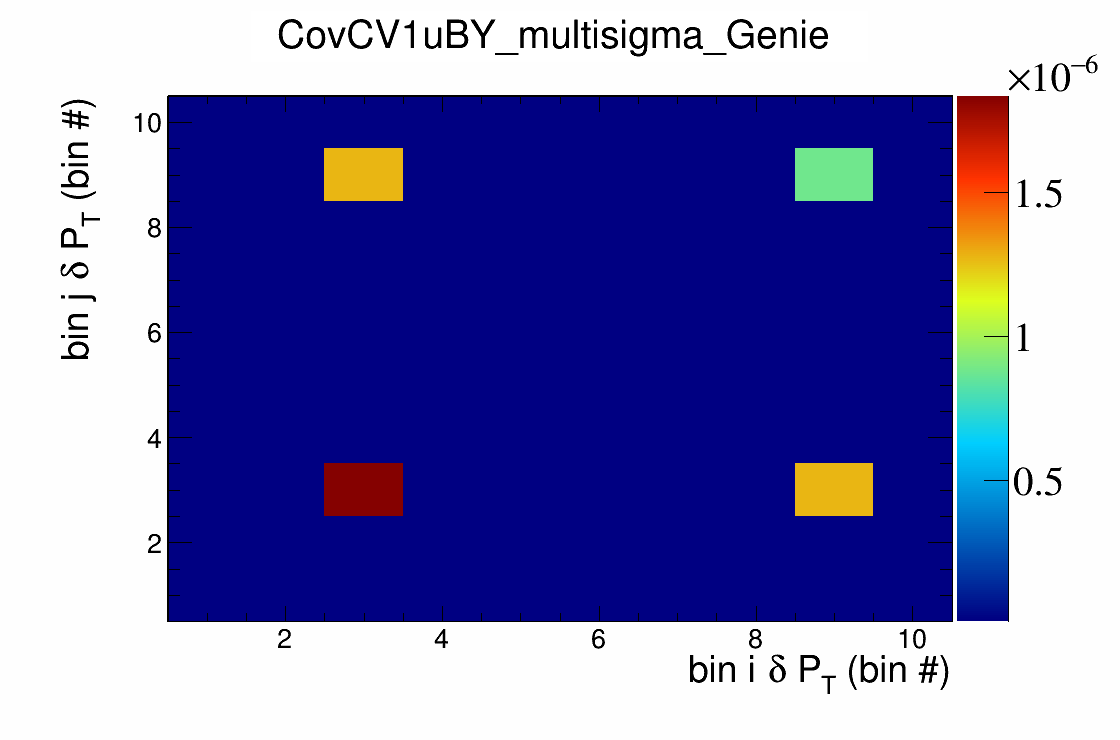 CovCV1uBY_multisigma_Genie
×10⁻⁶
bin j δ P_T (bin #)
10
8
6
4
2
1.5
1
0.5
2 4 6 8 10
bin i δ P_T (bin #)